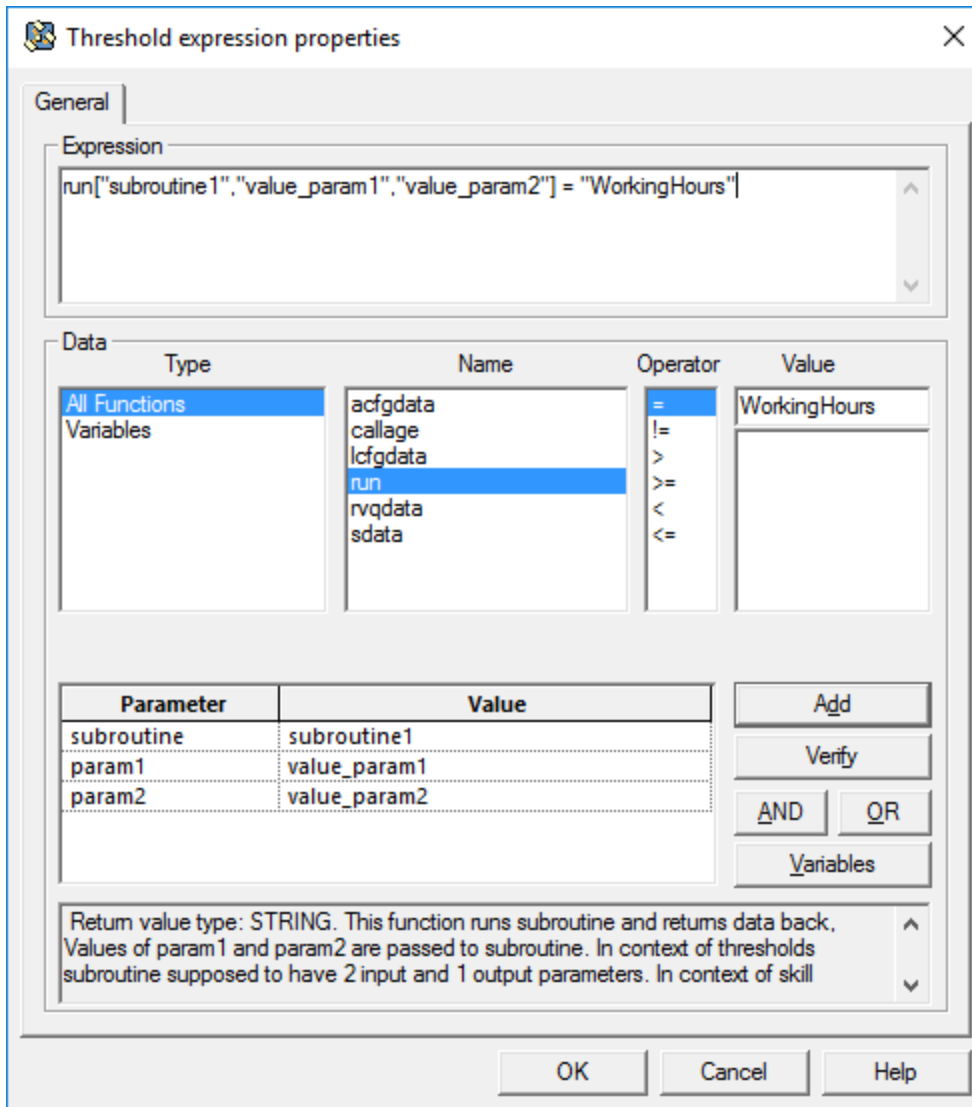 Threshold expression properties
General
Expression
run["subroutine1","value_param1","value_param2"] = "WorkingHours"
Data
Type Name Operator Value
All Functions
Variables
acfgdata
callage
lcfgdata
run
rvqdata
sdata
=
!=
>
>=
<
<=
WorkingHours
Parameter Value
subroutine subroutine1
param1 value_param1
param2 value_param2
Add
Verify
AND OR
Variables
Return value type: STRING. This function runs subroutine and returns data back,
Values of param1 and param2 are passed to subroutine. In context of thresholds
subroutine supposed to have 2 input and 1 output parameters. In context of skill
OK Cancel Help